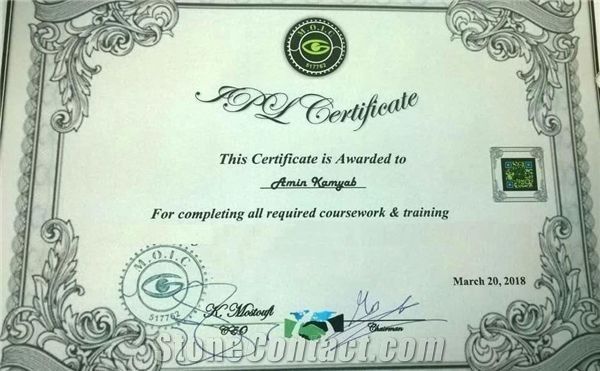 M.O.I.C
517762
IPL Certificate
This Certificate is Awarded to
Amin Kamyab
For completing all required coursework & training
M.O.I.C
517762
March 20, 2018
K. Mostoufi
CEO
Chairman
StoneContact.com